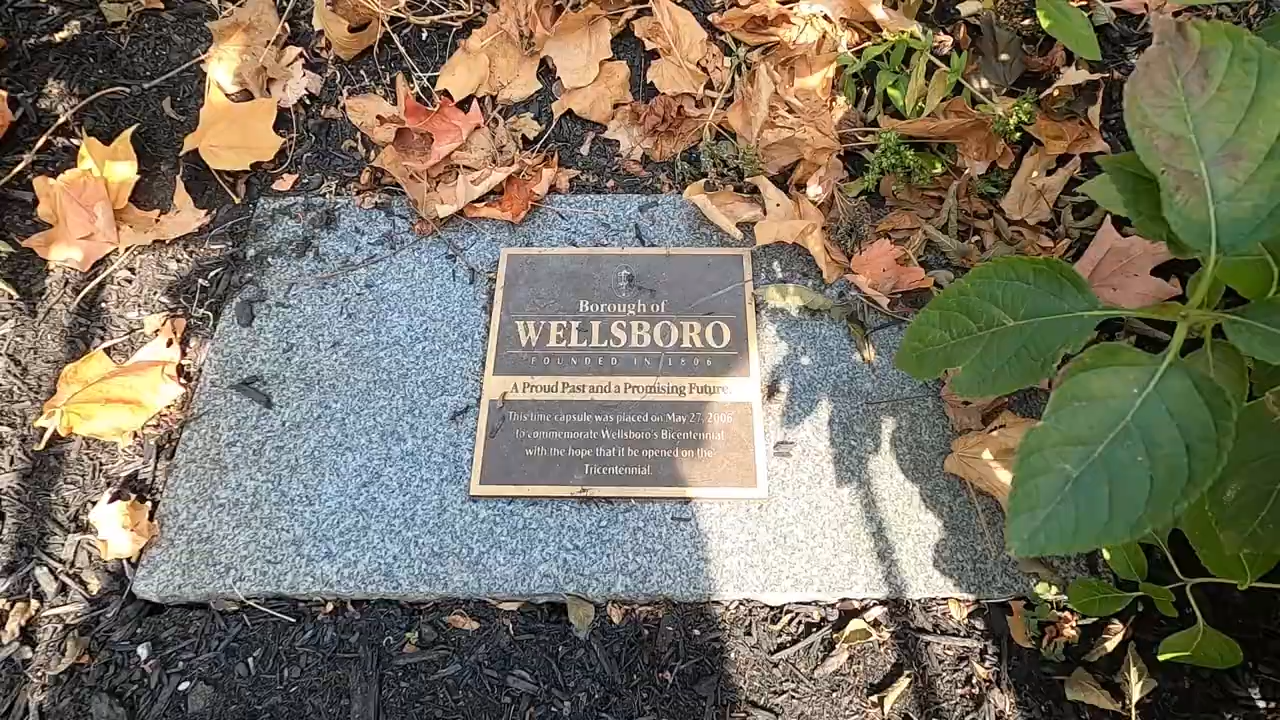 Borough of
WELLSBORO
FOUNDED IN 1806
A Proud Past and a Promising Future.
This time capsule was placed on May 27, 2006
to commemorate Wellsboro's Bicentennial
with the hope that it be opened on the
Tricentennial.